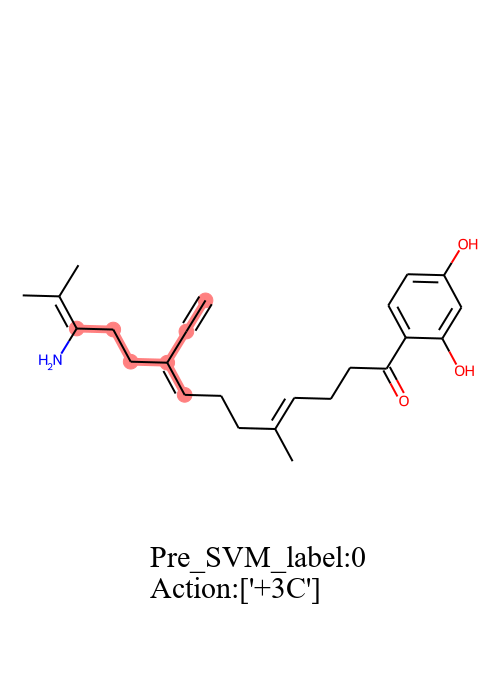 OH
H2N
OH
O
Pre_SVM_label:0
Action:['+3C']